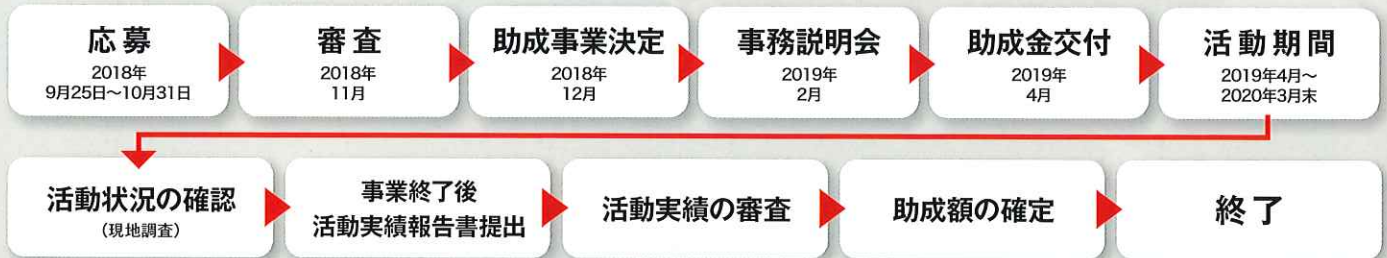 応募
2018年
9月25日～10月31日
審査
2018年
11月
助成事業決定
2018年
12月
事務説明会
2019年
2月
助成金交付
2019年
4月
活動期間
2019年4月～
2020年3月末
活動状況の確認
（現地調査）
事業終了後
活動実績報告書提出
活動実績の審査
助成額の確定
終了